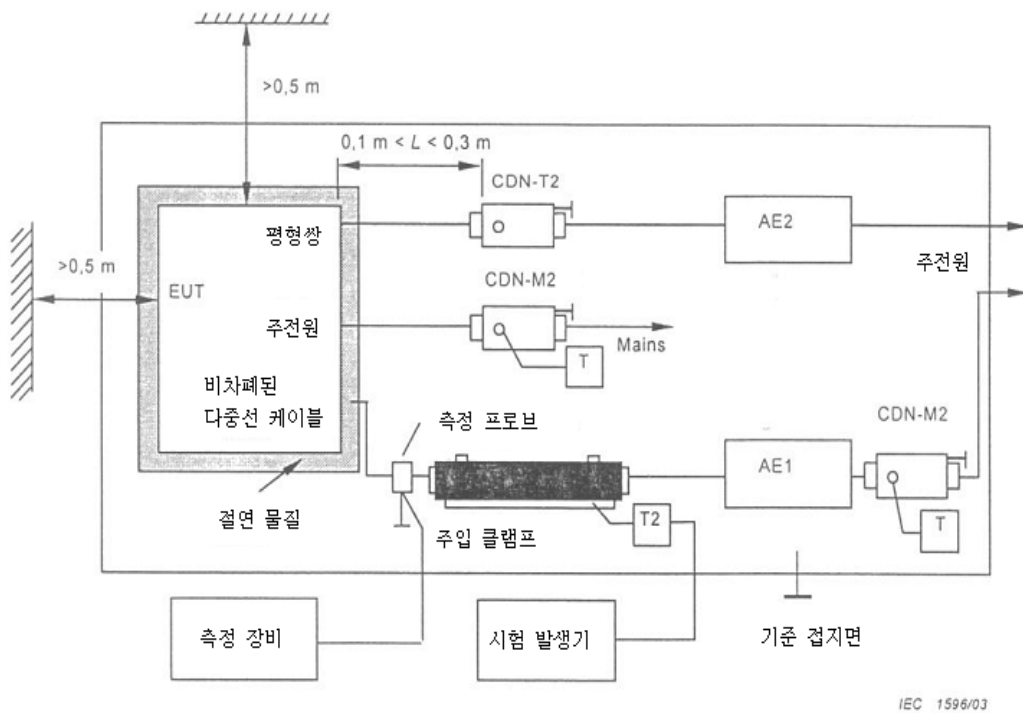 >0,5 m
0,1 m < L < 0,3 m
CDN-T2
평형쌍
AE2
>0,5 m
주전원
EUT
CDN-M2
주전원
Mains
T
비차폐된
다중선 케이블
측정 프로브
CDN-M2
AE1
절연 물질
주입 클램프
T2
T
측정 장비
시험 발생기
기준 접지면
IEC 1596/03